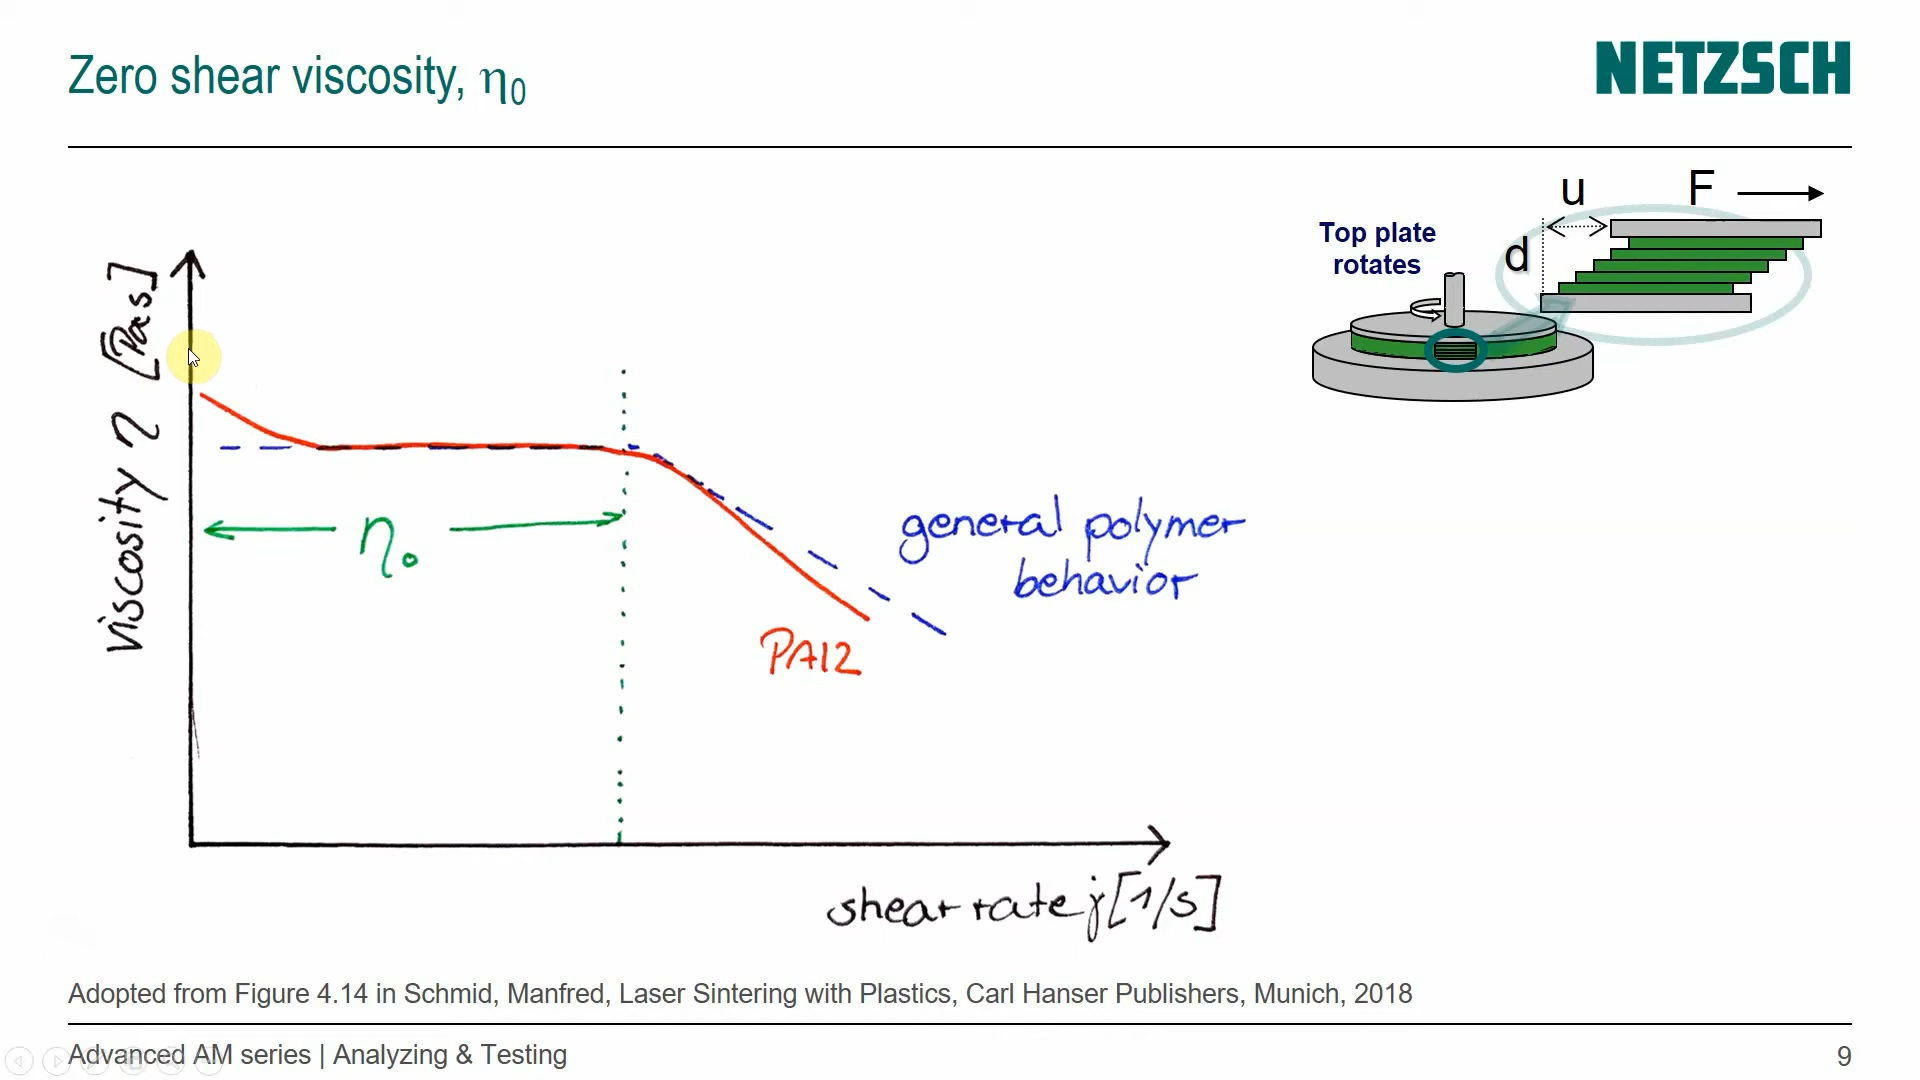 Zero shear viscosity, η0
NETZSCH
u
F
Top plate
rotates
d
Viscosity η [Pas]
η0
general polymer
behavior
PA12
shear rate γ̇ [1/s]
Adopted from Figure 4.14 in Schmid, Manfred, Laser Sintering with Plastics, Carl Hanser Publishers, Munich, 2018
Advanced AM series | Analyzing & Testing
9